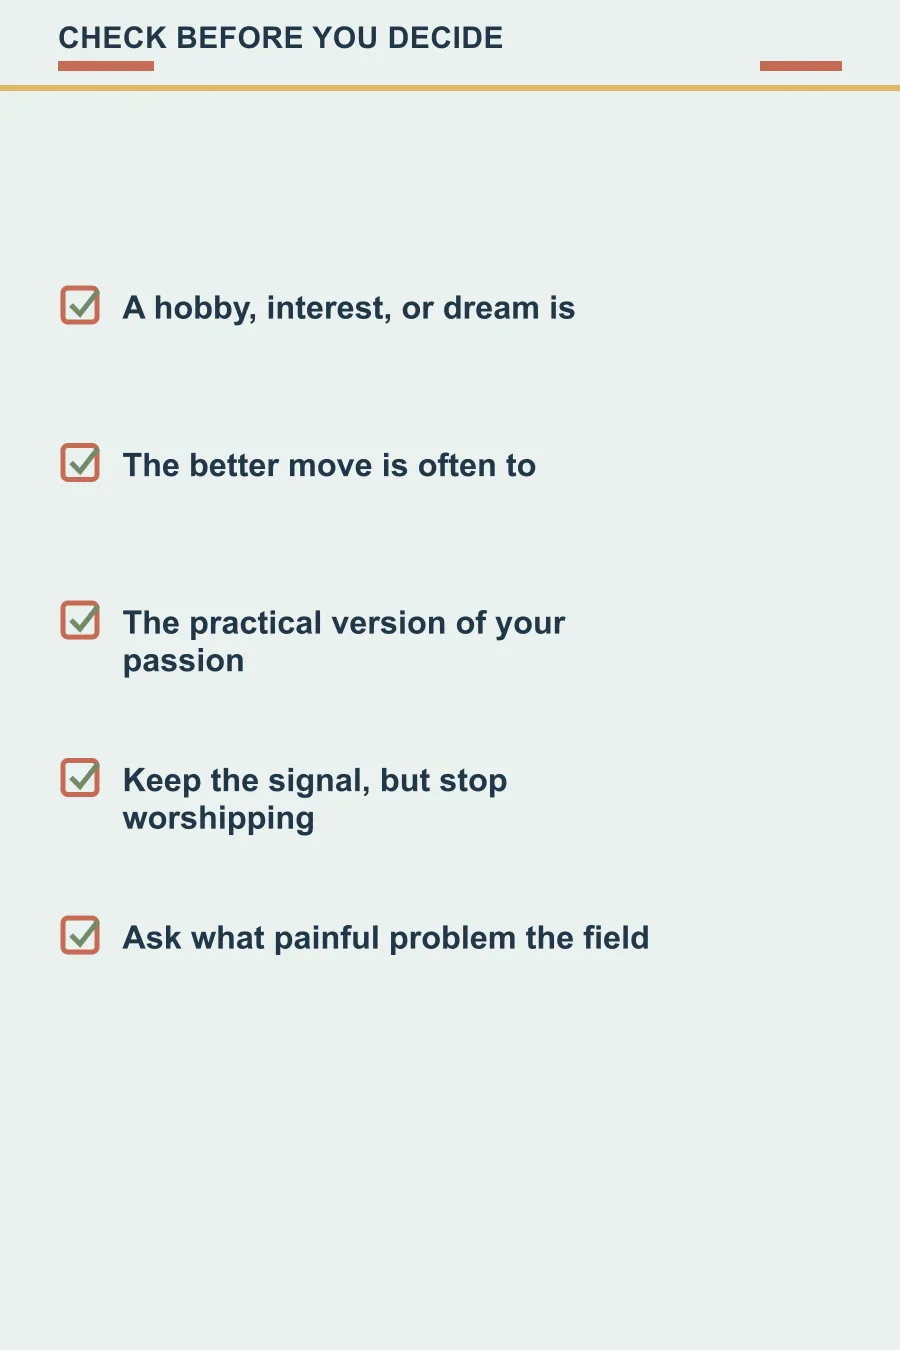 CHECK BEFORE YOU DECIDE
A hobby, interest, or dream is
The better move is often to
The practical version of your
passion
Keep the signal, but stop
worshipping
Ask what painful problem the field